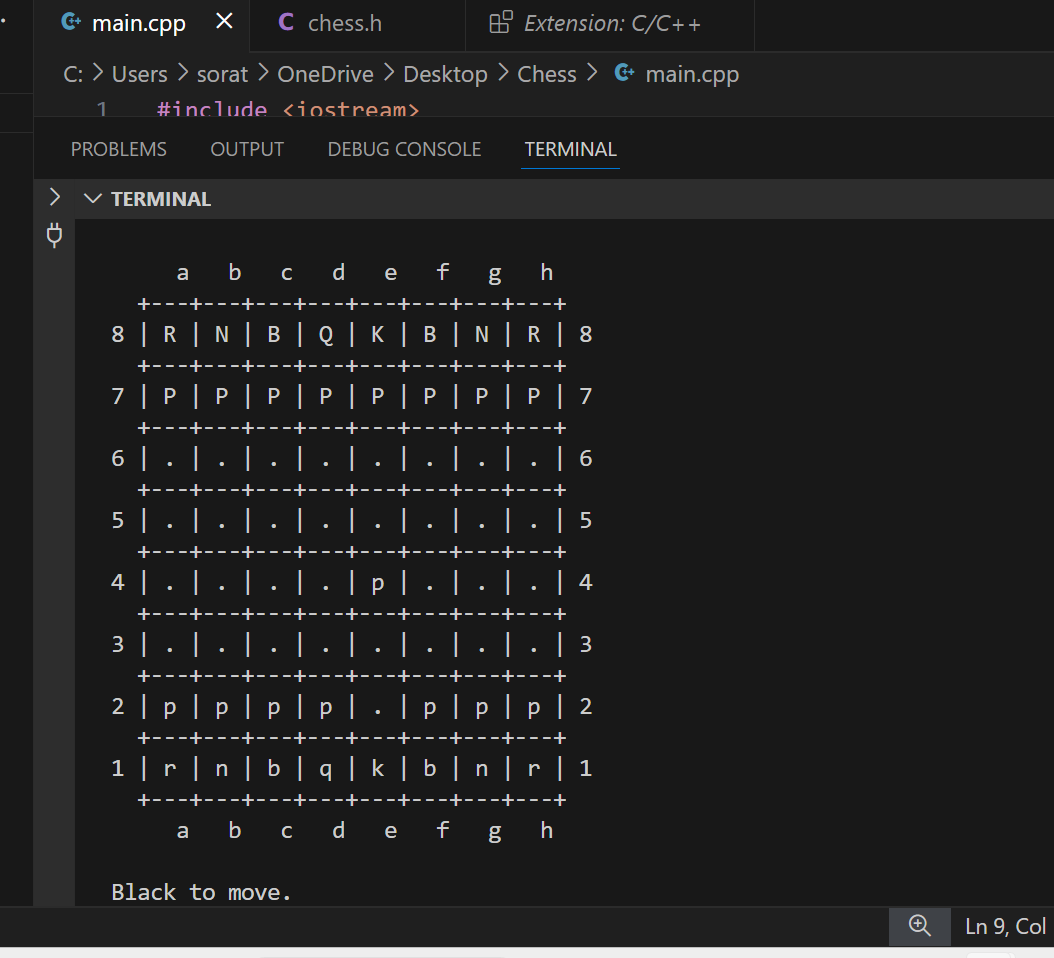 main.cpp × C chess.h Extension: C/C++
C: > Users > sorat > OneDrive > Desktop > Chess > main.cpp
1 #include <iostream>
PROBLEMS OUTPUT DEBUG CONSOLE TERMINAL
TERMINAL
a b c d e f g h
+---+---+---+---+---+---+---+---+
8 | R | N | B | Q | K | B | N | R | 8
+---+---+---+---+---+---+---+---+
7 | P | P | P | P | P | P | P | P | 7
+---+---+---+---+---+---+---+---+
6 | . | . | . | . | . | . | . | . | 6
+---+---+---+---+---+---+---+---+
5 | . | . | . | . | . | . | . | . | 5
+---+---+---+---+---+---+---+---+
4 | . | . | . | . | p | . | . | . | 4
+---+---+---+---+---+---+---+---+
3 | . | . | . | . | . | . | . | . | 3
+---+---+---+---+---+---+---+---+
2 | p | p | p | p | . | p | p | p | 2
+---+---+---+---+---+---+---+---+
1 | r | n | b | q | k | b | n | r | 1
+---+---+---+---+---+---+---+---+
a b c d e f g h
Black to move.
Ln 9, Col